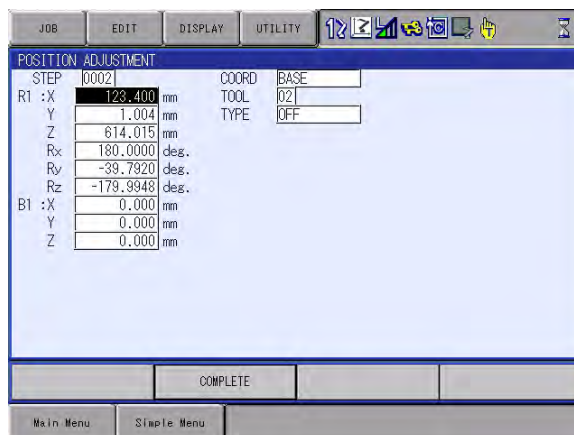 JOB EDIT DISPLAY UTILITY
POSITION ADJUSTMENT
STEP 0002 COORD BASE
R1 :X 123.400 mm TOOL 02
Y 1.004 mm TYPE OFF
Z 614.015 mm
Rx 180.0000 deg.
Ry -39.7920 deg.
Rz -179.9948 deg.
B1 :X 0.000 mm
Y 0.000 mm
Z 0.000 mm
COMPLETE
Main Menu Simple Menu